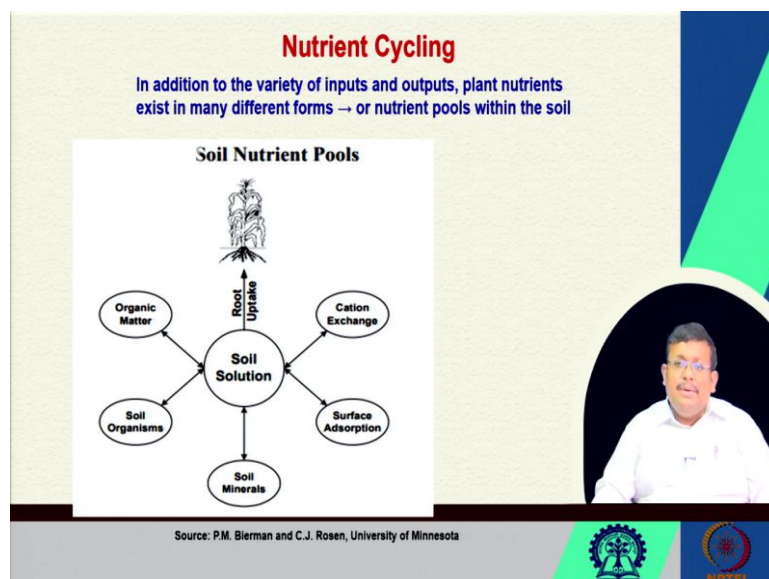 Nutrient Cycling
In addition to the variety of inputs and outputs, plant nutrients
exist in many different forms → or nutrient pools within the soil
Soil Nutrient Pools
Root
Uptake
Organic
Matter
Cation
Exchange
Soil
Solution
Soil
Organisms
Surface
Adsorption
Soil
Minerals
Source: P.M. Bierman and C.J. Rosen, University of Minnesota
NPTEL